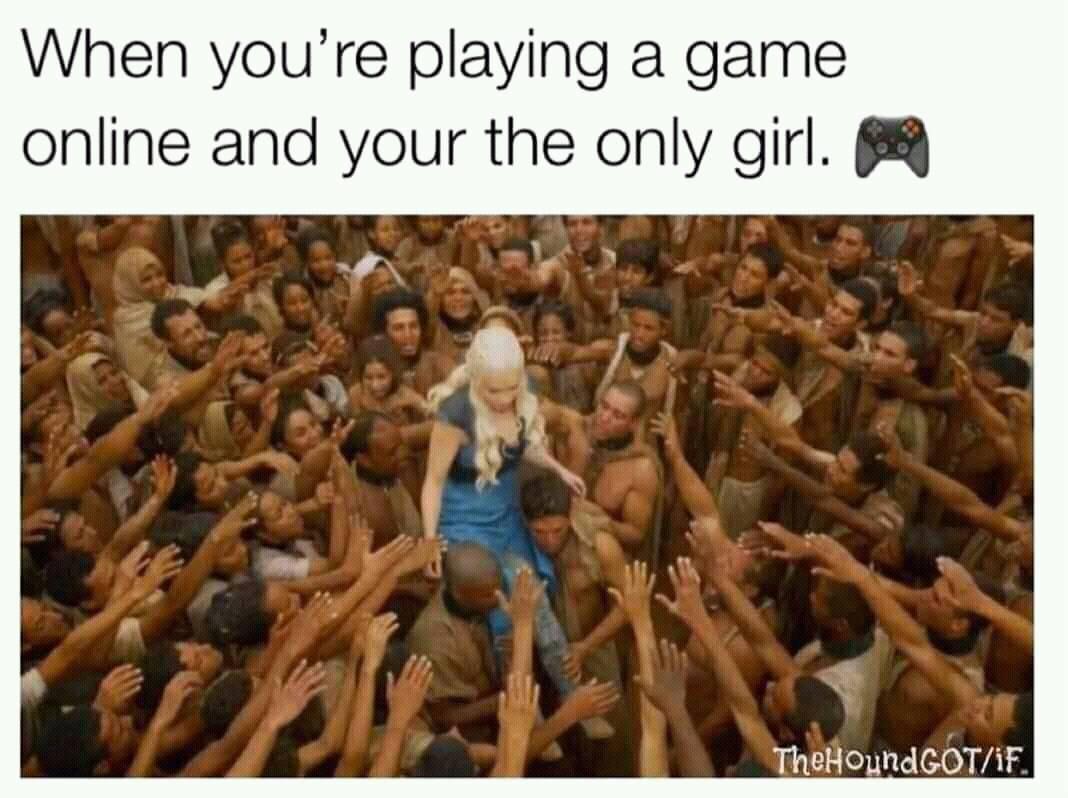 When you’re playing a game
online and your the only girl. 🎮
TheHoundGOT/iF.